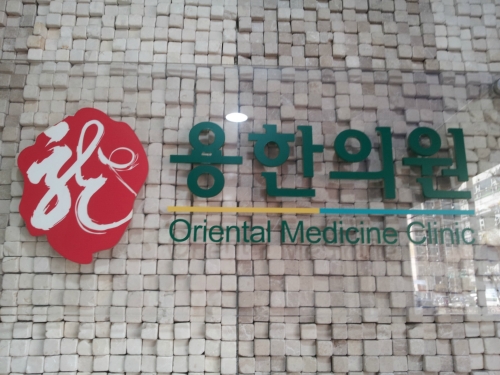 용한의원
Oriental Medicine Clinic